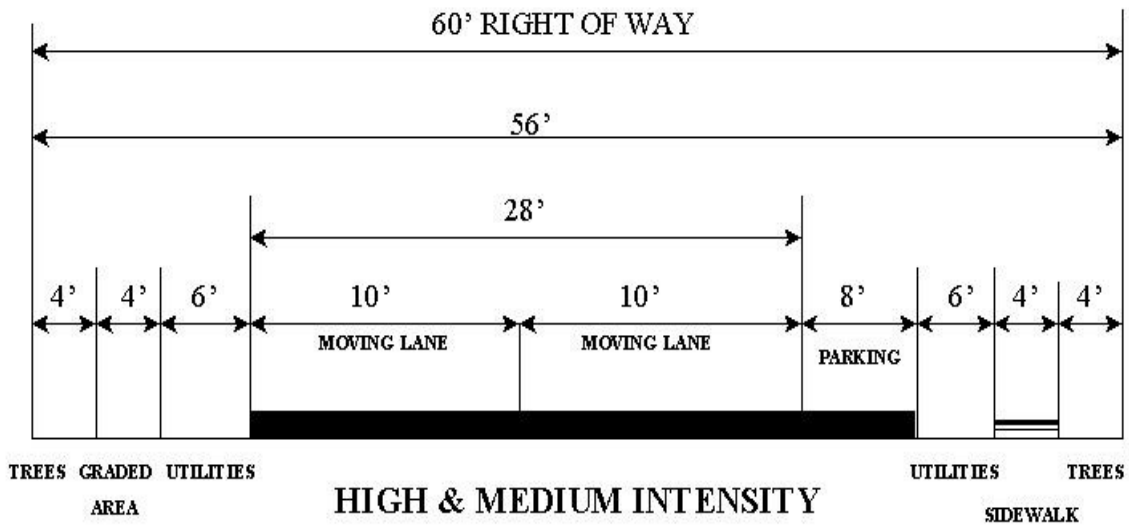 60’ RIGHT OF WAY
56’
28’
4’ 4’ 6’ 10’ 10’ 8’ 6’ 4’ 4’
MOVING LANE MOVING LANE PARKING
TREES GRADED UTILITIES UTILITIES TREES
AREA HIGH & MEDIUM INTENSITY SIDEWALK